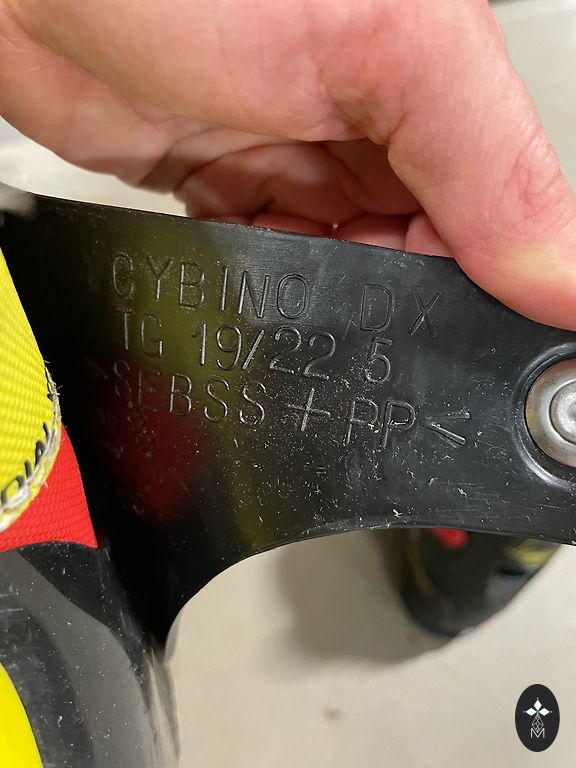 CYBINO DX
TG 19/22 5
>SEBSS + PP<
M